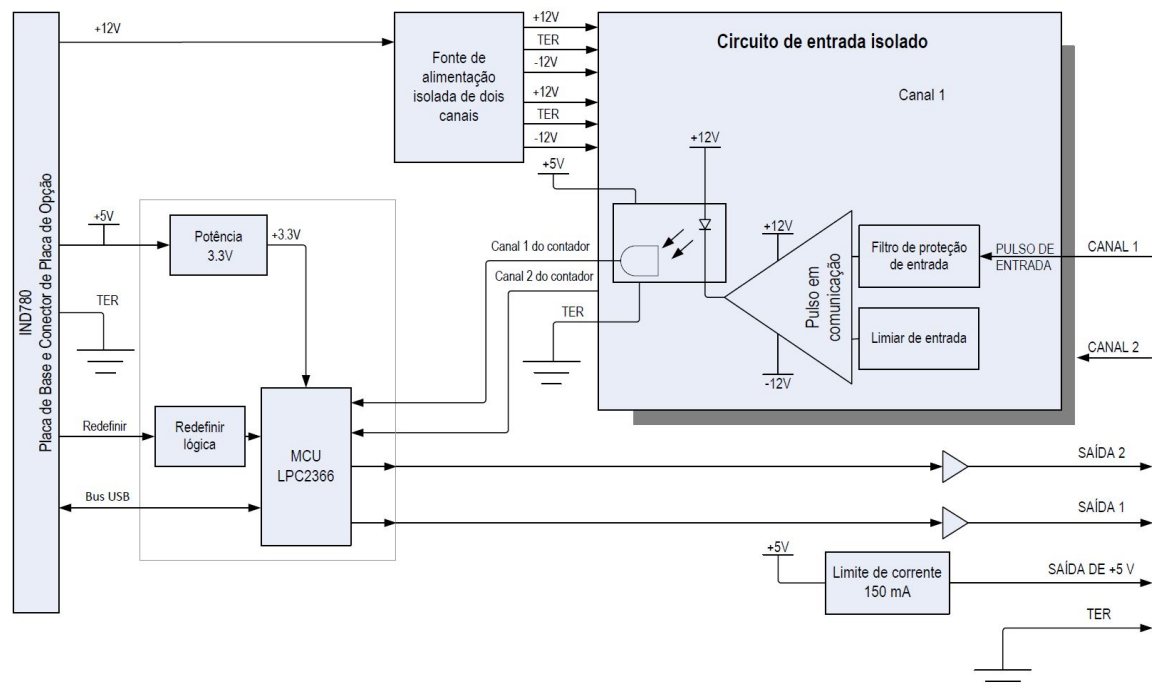 IND780
Placa de Base e Conector de Placa de Opção
+12V
Fonte de
alimentação
isolada de dois
canais
+12V
TER
-12V
+12V
TER
-12V
Circuito de entrada isolado
Canal 1
+5V
+12V
+12V
-12V
Pulso em
comunicação
Filtro de proteção
de entrada
Limiar de entrada
PULSO DE
ENTRADA
CANAL 1
CANAL 2
+5V
Potência
3.3V
+3.3V
TER
Canal 1 do contador
Canal 2 do contador
TER
Redefinir
Redefinir
lógica
MCU
LPC2366
Bus USB
SAÍDA 2
SAÍDA 1
+5V
Limite de corrente
150 mA
SAÍDA DE +5 V
TER